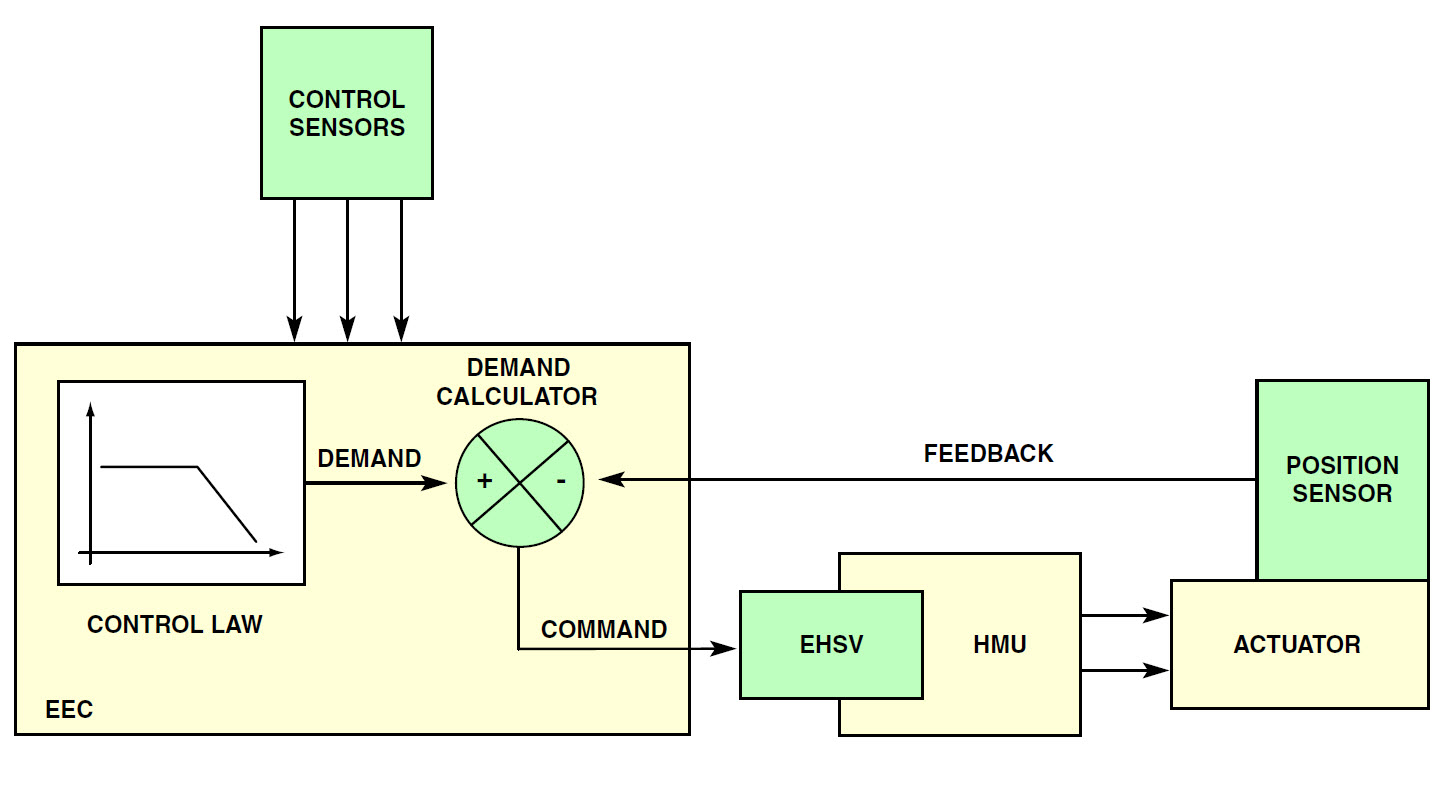 CONTROL
SENSORS
DEMAND
CALCULATOR
DEMAND
+
-
FEEDBACK
POSITION
SENSOR
CONTROL LAW
COMMAND
EHSV
HMU
ACTUATOR
EEC